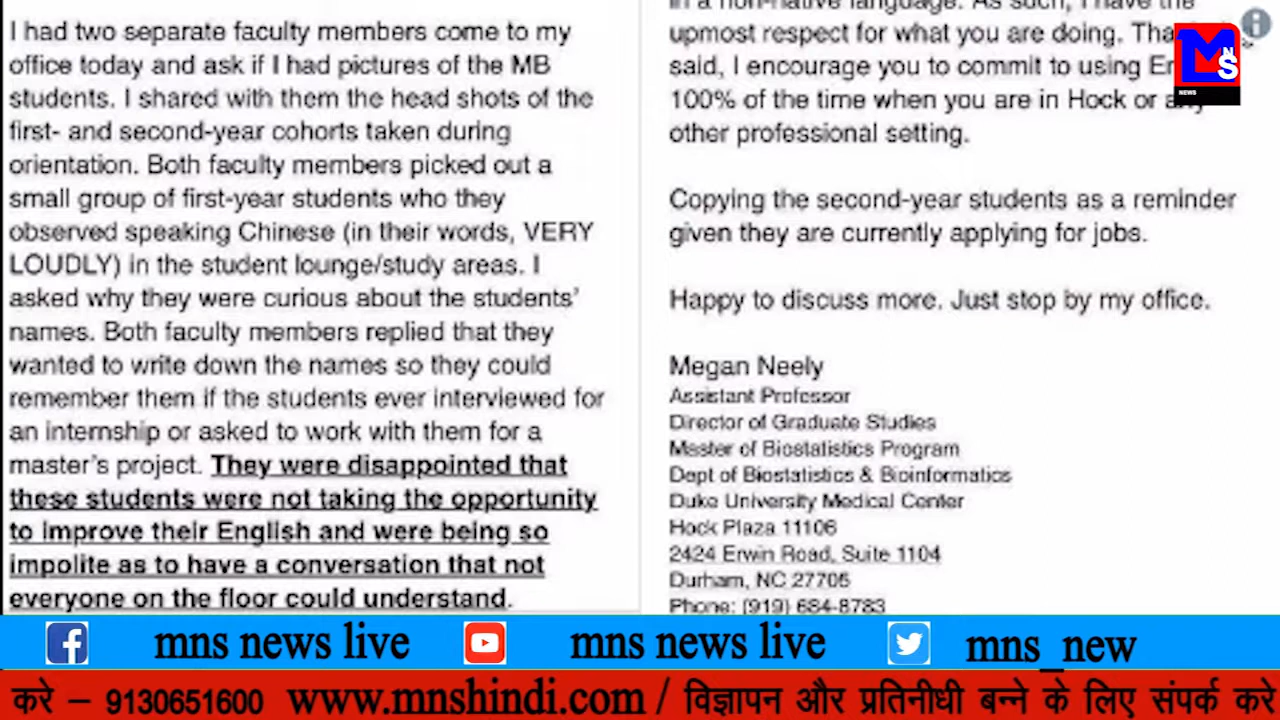 I had two separate faculty members come to my
office today and ask if I had pictures of the MB
students. I shared with them the head shots of the
first- and second-year cohorts taken during
orientation. Both faculty members picked out a
small group of first-year students who they
observed speaking Chinese (in their words, VERY
LOUDLY) in the student lounge/study areas. I
asked why they were curious about the students'
names. Both faculty members replied that they
wanted to write down the names so they could
remember them if the students ever interviewed for
an internship or asked to work with them for a
master's project. They were disappointed that
these students were not taking the opportunity
to improve their English and were being so
impolite as to have a conversation that not
everyone on the floor could understand.
in a non-native language. As such, I have the
upmost respect for what you are doing.
said, I encourage you to commit to using
100% of the time when you are in Hock or any
other professional setting.
Copying the second-year students as a reminder
given they are currently applying for jobs.
Happy to discuss more. Just stop by my office.
Megan Neely
Assistant Professor
Director of Graduate Studies
Master of Biostatistics Program
Dept of Biostatistics & Bioinformatics
Duke University Medical Center
Hock Plaza 11106
2424 Erwin Road, Suite 1104
Durham, NC 27705
Phone: (919) 684-8783
MNS
NEWS
mns news live
mns news live
mns_new
करे – 9130651600 www.mnshindi.com / विज्ञापन और प्रतिनीधी बन्ने के लिए संपर्क करे